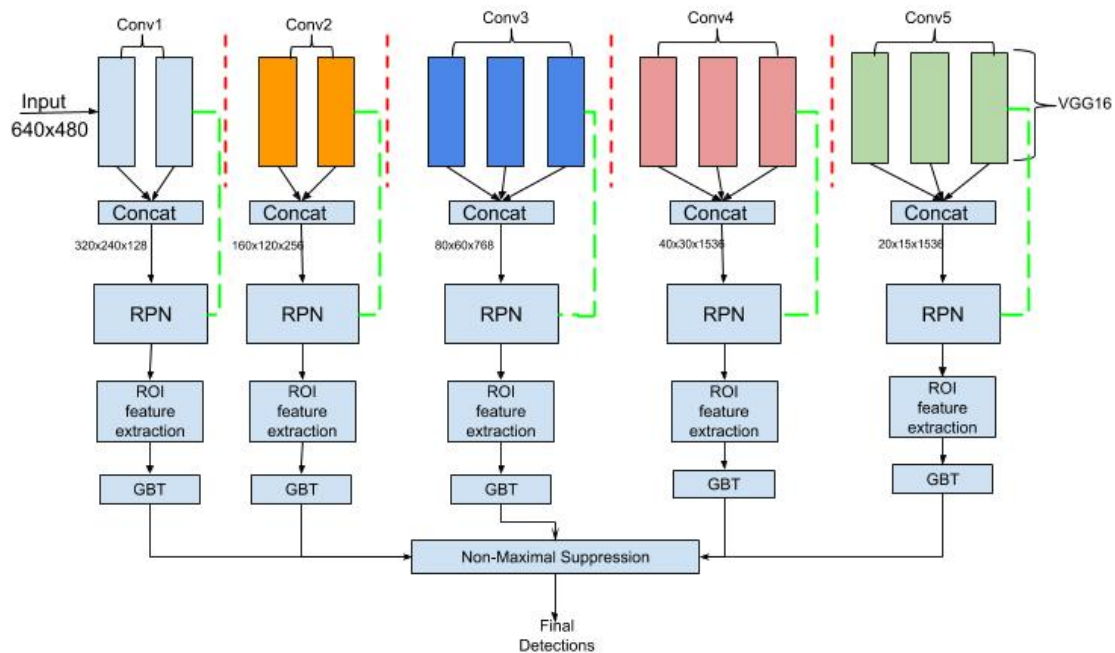 Conv1
Conv2
Conv3
Conv4
Conv5
Input
640x480
VGG16
Concat
Concat
Concat
Concat
Concat
320x240x128
160x120x256
80x60x768
40x30x1536
20x15x1536
RPN
RPN
RPN
RPN
RPN
ROI
feature
extraction
ROI
feature
extraction
ROI
feature
extraction
ROI
feature
extraction
ROI
feature
extraction
GBT
GBT
GBT
GBT
GBT
Non-Maximal Suppression
Final
Detections